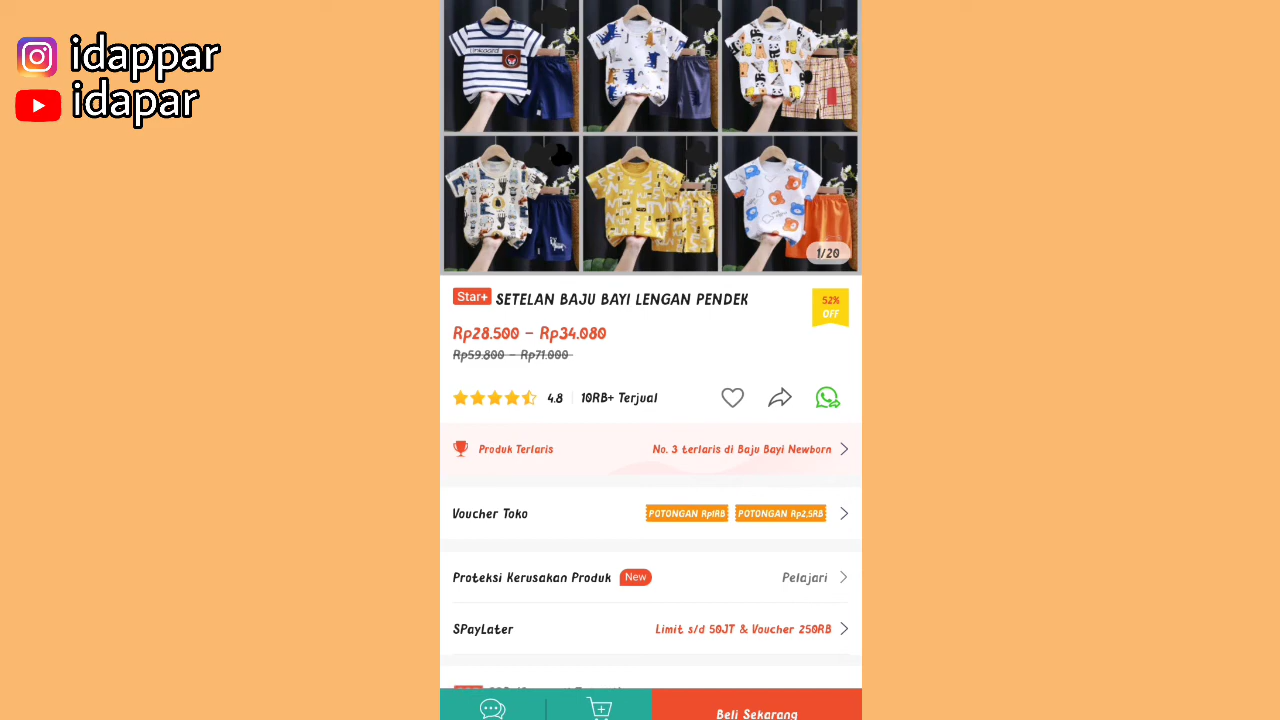 idappar
idapar
Linkoord
1/20
Star+ SETELAN BAJU BAYI LENGAN PENDEK
52%
OFF
Rp28.500 - Rp34.080
Rp59.800 - Rp71.000
4.8 10RB+ Terjual
Produk Terlaris No. 3 terlaris di Baju Bayi Newborn
Voucher Toko POTONGAN Rp1RB POTONGAN Rp2,5RB
Proteksi Kerusakan Produk New Pelajari
SPayLater Limit s/d 50JT & Voucher 250RB
Beli Sekarang